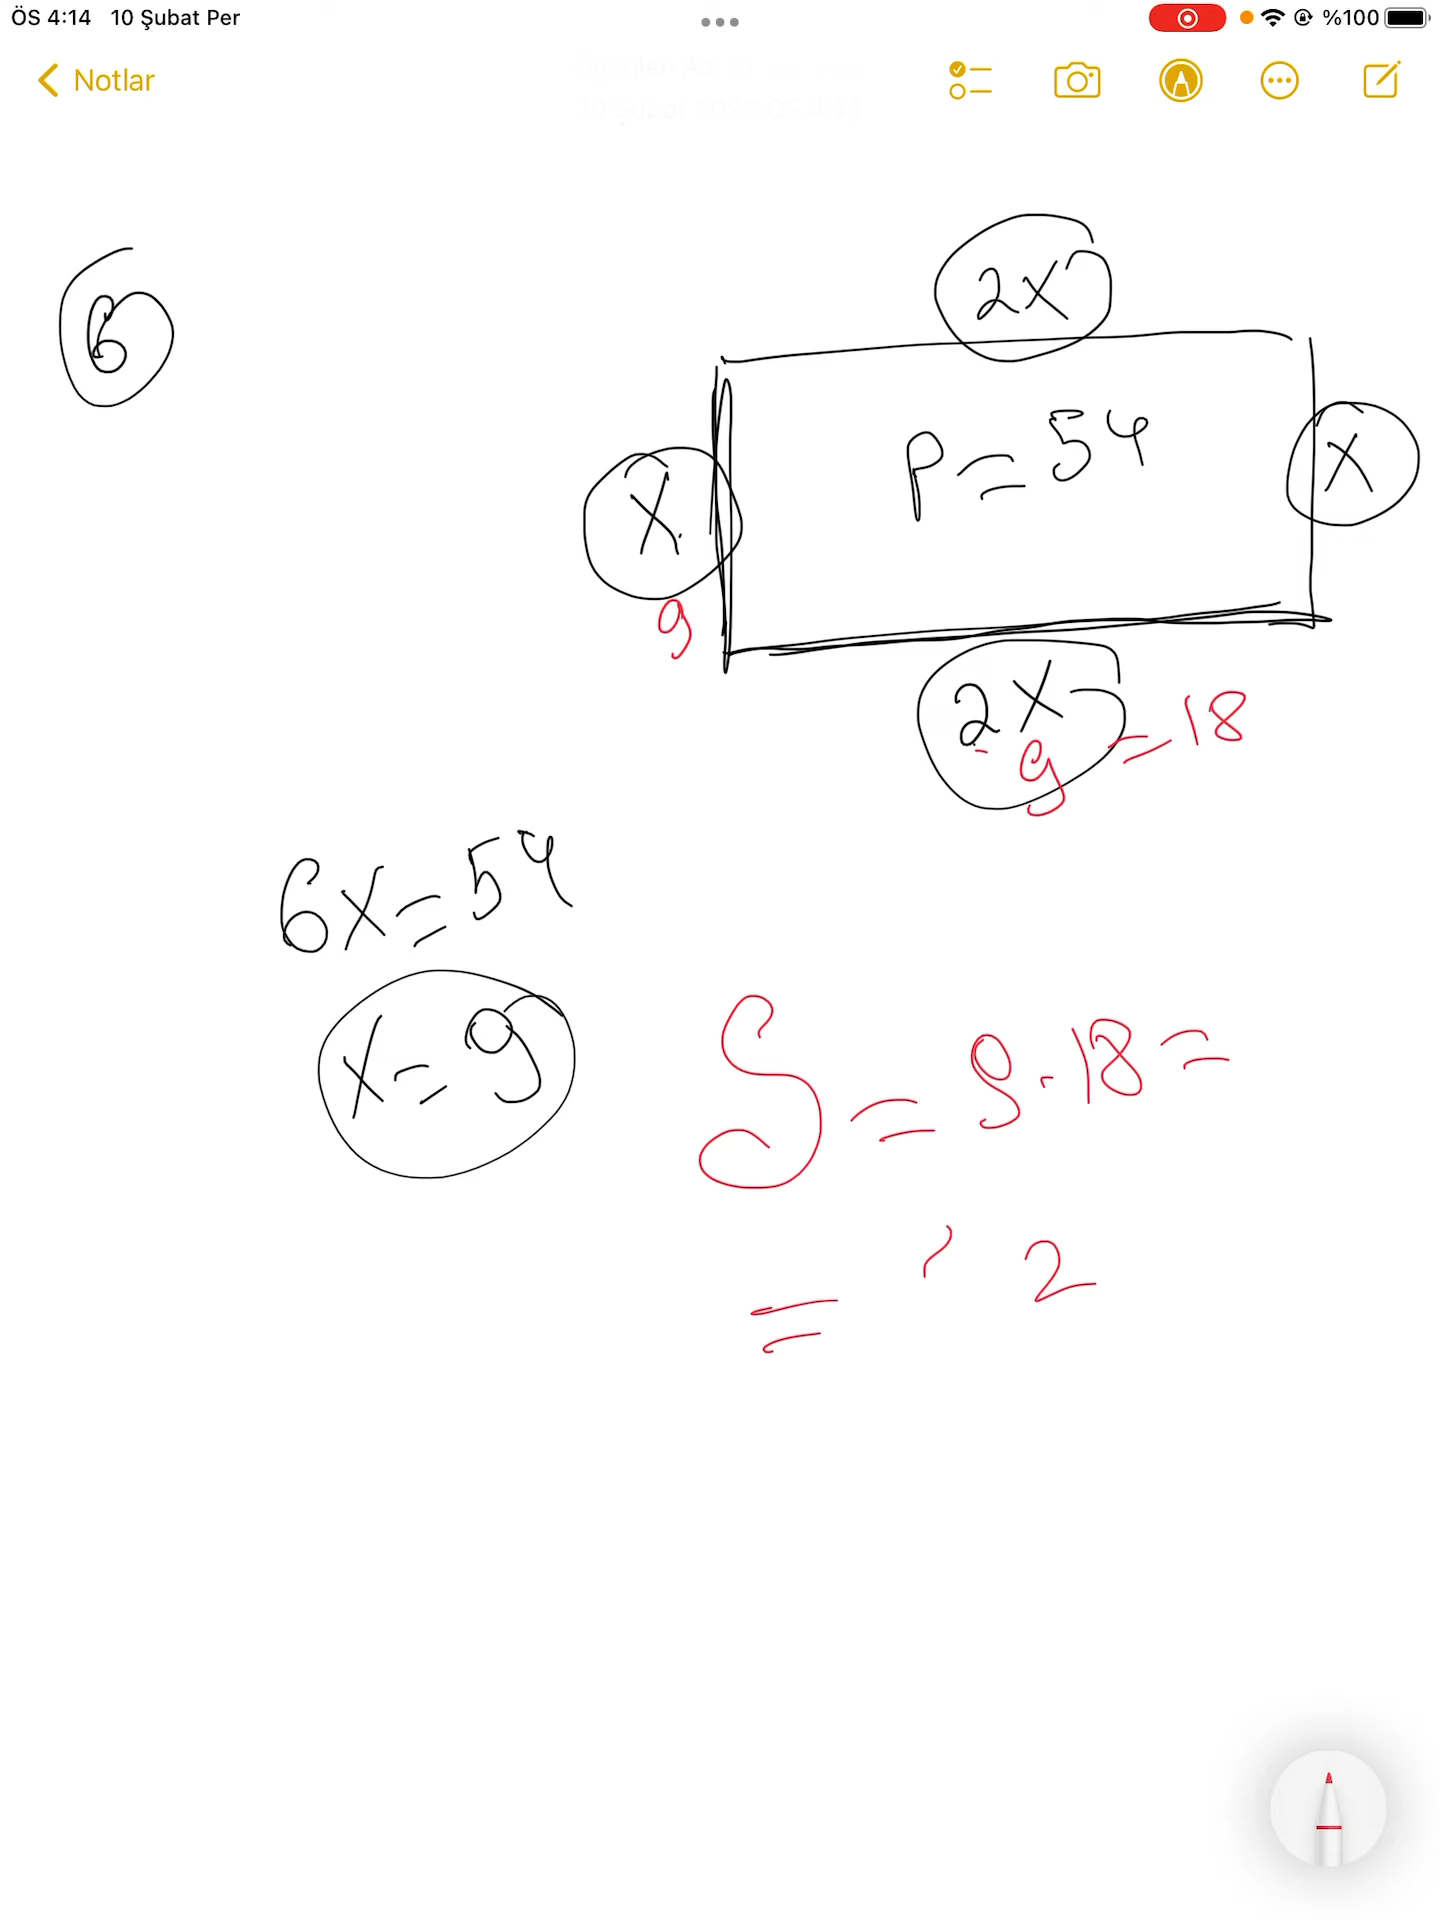 ÖS 4:14 10 Şubat Per
%100
Notlar
6
2x
P = 54
x
x
9
2x
9 = 18
6x = 54
x = 9
S = 9 · 18 =
= 2